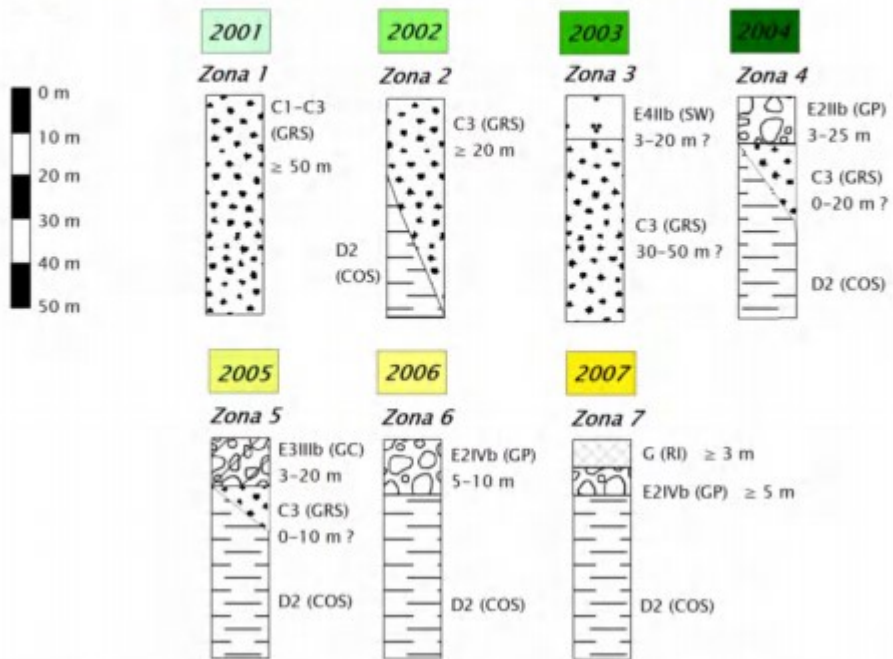 2001
2002
2003
2004
Zona 1
Zona 2
Zona 3
Zona 4
0 m
10 m
20 m
30 m
40 m
50 m
C1-C3
(GRS)
≥ 50 m
C3 (GRS)
≥ 20 m
D2
(COS)
E4IIb (SW)
3-20 m ?
C3 (GRS)
30-50 m ?
E2IIb (GP)
3-25 m
C3 (GRS)
0-20 m ?
D2 (COS)
2005
2006
2007
Zona 5
Zona 6
Zona 7
E3IIIb (GC)
3-20 m
C3 (GRS)
0-10 m ?
D2 (COS)
E2IVb (GP)
5-10 m
D2 (COS)
G (RI) ≥ 3 m
E2IVb (GP) ≥ 5 m
D2 (COS)